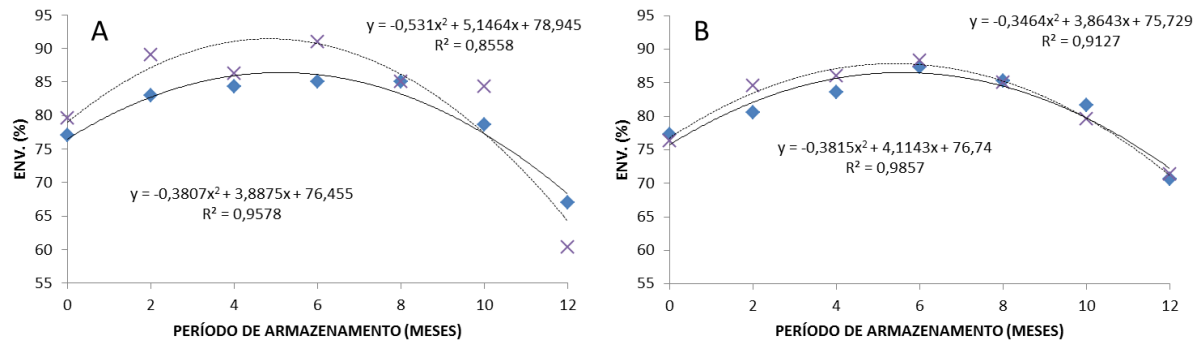 A
y = -0,531x² + 5,1464x + 78,945
R² = 0,8558
y = -0,3807x² + 3,8875x + 76,455
R² = 0,9578
ENV. (%)
95
90
85
80
75
70
65
60
55
0 2 4 6 8 10 12
PERÍODO DE ARMAZENAMENTO (MESES)
B
y = -0,3464x² + 3,8643x + 75,729
R² = 0,9127
y = -0,3815x² + 4,1143x + 76,74
R² = 0,9857
ENV. (%)
95
90
85
80
75
70
65
60
55
0 2 4 6 8 10 12
PERÍODO DE ARMAZENAMENTO (MESES)